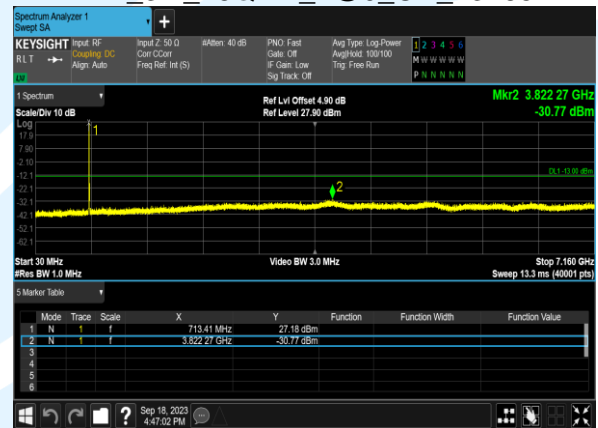 Spectrum Analyzer 1
Swept SA
KEYSIGHT Input: RF Input Z: 50 Ω #Atten: 40 dB PNO: Fast Avg Type: Log-Power 1 2 3 4 5 6
RLT Coupling: DC Corr CCorr Gate: Off Avg|Hold: 100/100 M W W W W W
Align: Auto Freq Ref: Int (S) IF Gain: Low Trig: Free Run P N N N N N
Sig Track: Off
LXI
1 Spectrum Ref Lvl Offset 4.90 dB Mkr2 3.822 27 GHz
Scale/Div 10 dB Ref Level 27.90 dBm -30.77 dBm
Log
17.9 1
7.90
-2.10
-12.1 DL1 -13.00 dBm
-22.1 2
-32.1
-42.1
-52.1
-62.1
Start 30 MHz Video BW 3.0 MHz Stop 7.160 GHz
#Res BW 1.0 MHz Sweep 13.3 ms (40001 pts)
5 Marker Table
Mode Trace Scale X Y Function Function Width Function Value
1 N 1 f 713.41 MHz 27.18 dBm
2 N 1 f 3.822 27 GHz -30.77 dBm
3
4
5
6
? Sep 18, 2023
4:47:02 PM